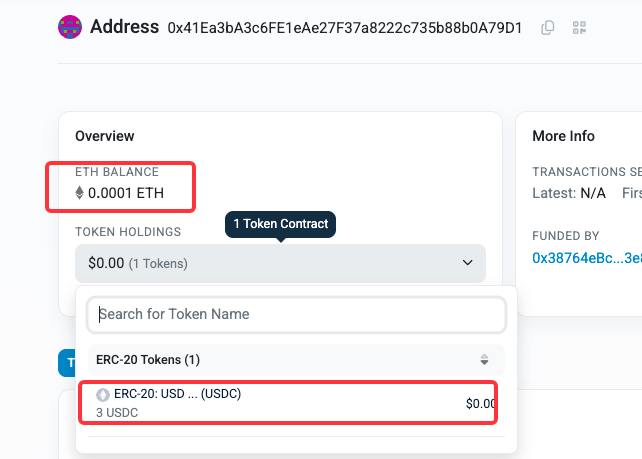 Address 0x41Ea3bA3c6FE1eAe27F37a8222c735b88b0A79D1
Overview
ETH BALANCE
0.0001 ETH
TOKEN HOLDINGS
1 Token Contract
$0.00 (1 Tokens)
Search for Token Name
ERC-20 Tokens (1)
ERC-20: USD ... (USDC)
3 USDC
$0.00
More Info
TRANSACTIONS SE
Latest: N/A Firs
FUNDED BY
0x38764eBc...3e8
T